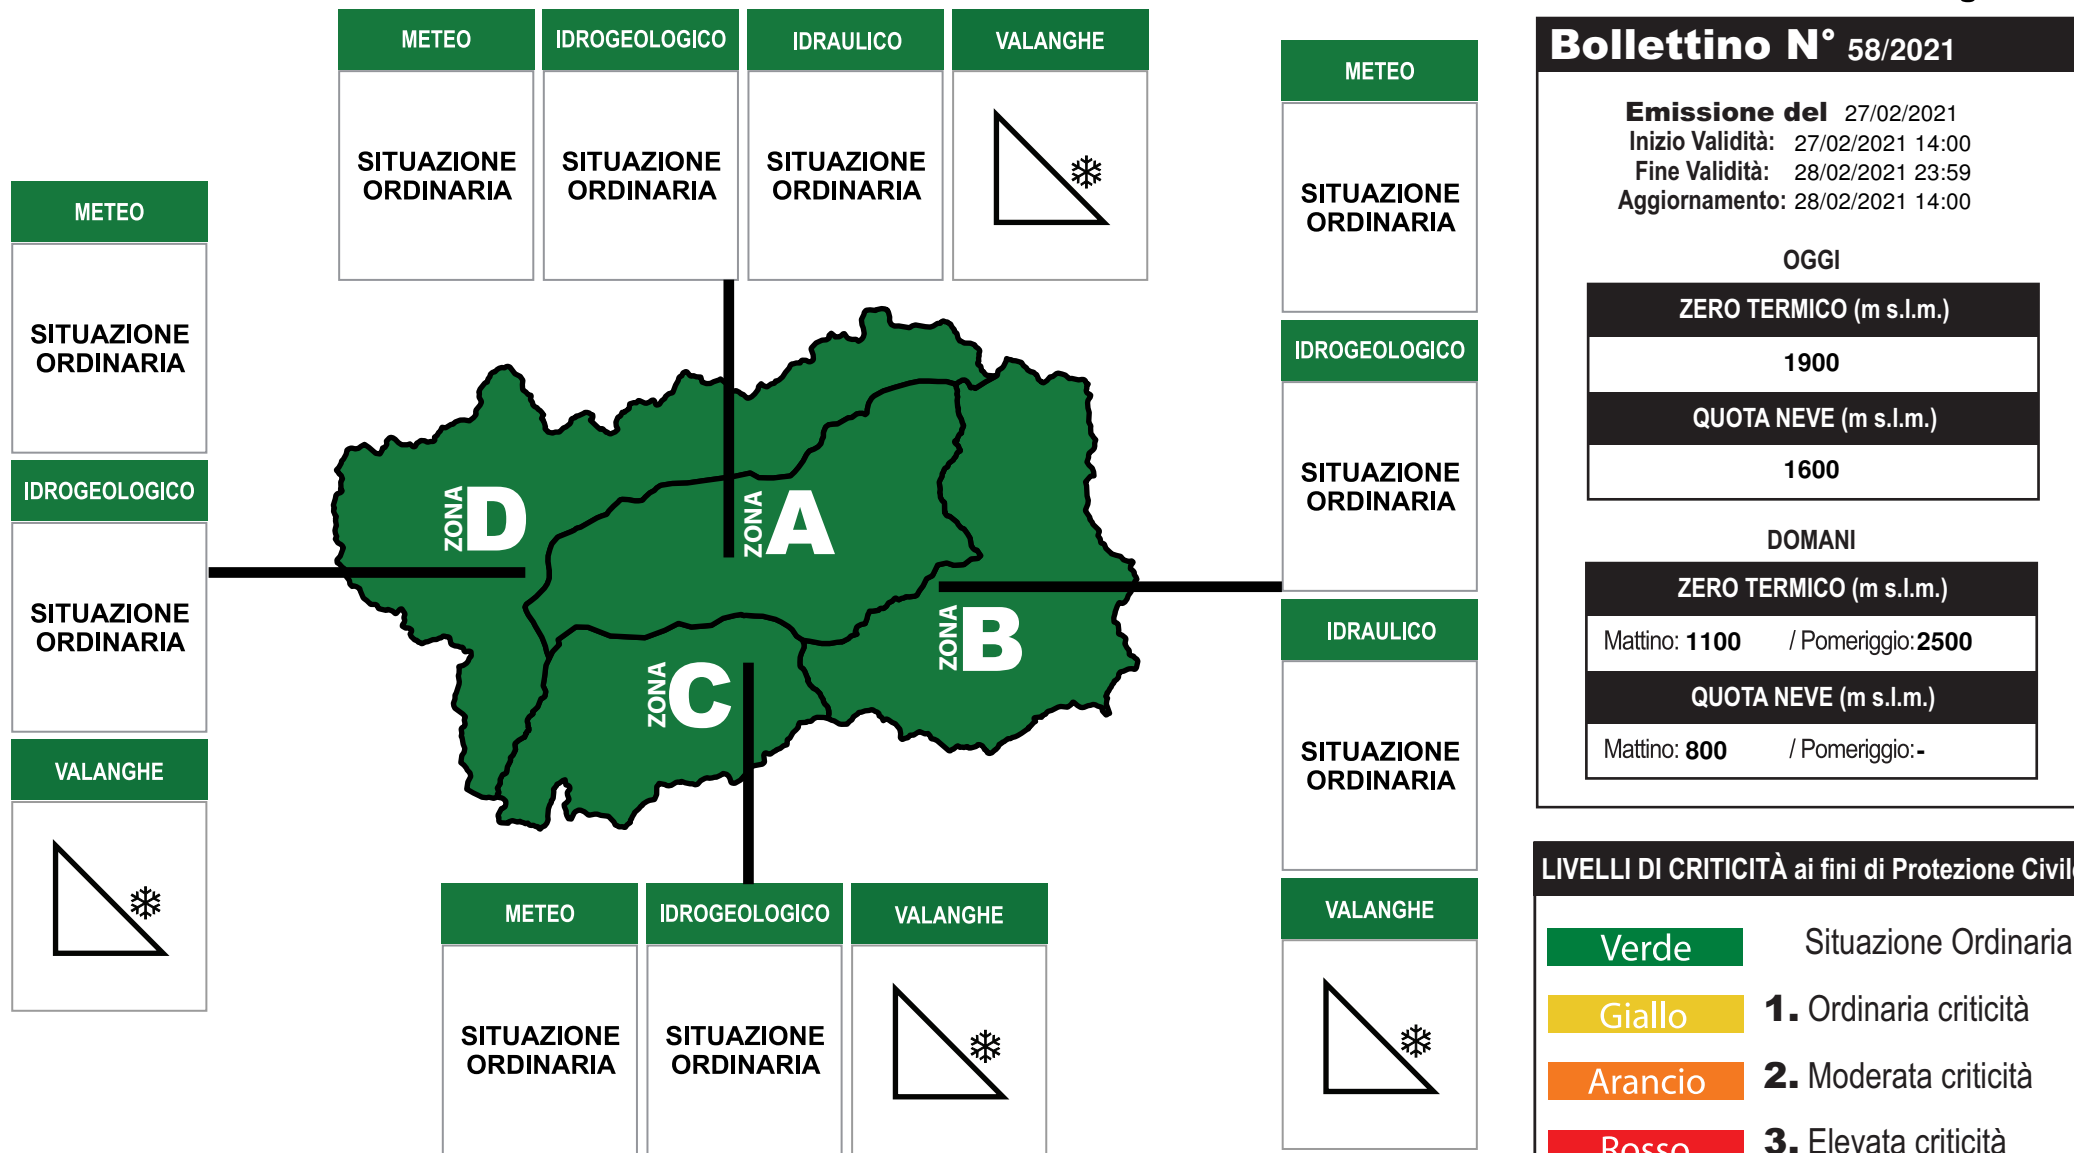 METEO
IDROGEOLOGICO
IDRAULICO
VALANGHE
SITUAZIONE
ORDINARIA
SITUAZIONE
ORDINARIA
SITUAZIONE
ORDINARIA
METEO
SITUAZIONE
ORDINARIA
IDROGEOLOGICO
SITUAZIONE
ORDINARIA
VALANGHE
ZONA D
ZONA A
ZONA B
ZONA C
METEO
SITUAZIONE
ORDINARIA
IDROGEOLOGICO
SITUAZIONE
ORDINARIA
IDRAULICO
SITUAZIONE
ORDINARIA
VALANGHE
METEO
IDROGEOLOGICO
VALANGHE
SITUAZIONE
ORDINARIA
SITUAZIONE
ORDINARIA
Bollettino N° 58/2021
Emissione del 27/02/2021
Inizio Validità: 27/02/2021 14:00
Fine Validità: 28/02/2021 23:59
Aggiornamento: 28/02/2021 14:00
OGGI
ZERO TERMICO (m s.l.m.)
1900
QUOTA NEVE (m s.l.m.)
1600
DOMANI
ZERO TERMICO (m s.l.m.)
Mattino: 1100 / Pomeriggio: 2500
QUOTA NEVE (m s.l.m.)
Mattino: 800 / Pomeriggio: -
LIVELLI DI CRITICITÀ ai fini di Protezione Civile
Verde Situazione Ordinaria
Giallo 1. Ordinaria criticità
Arancio 2. Moderata criticità
Rosso 3. Elevata criticità